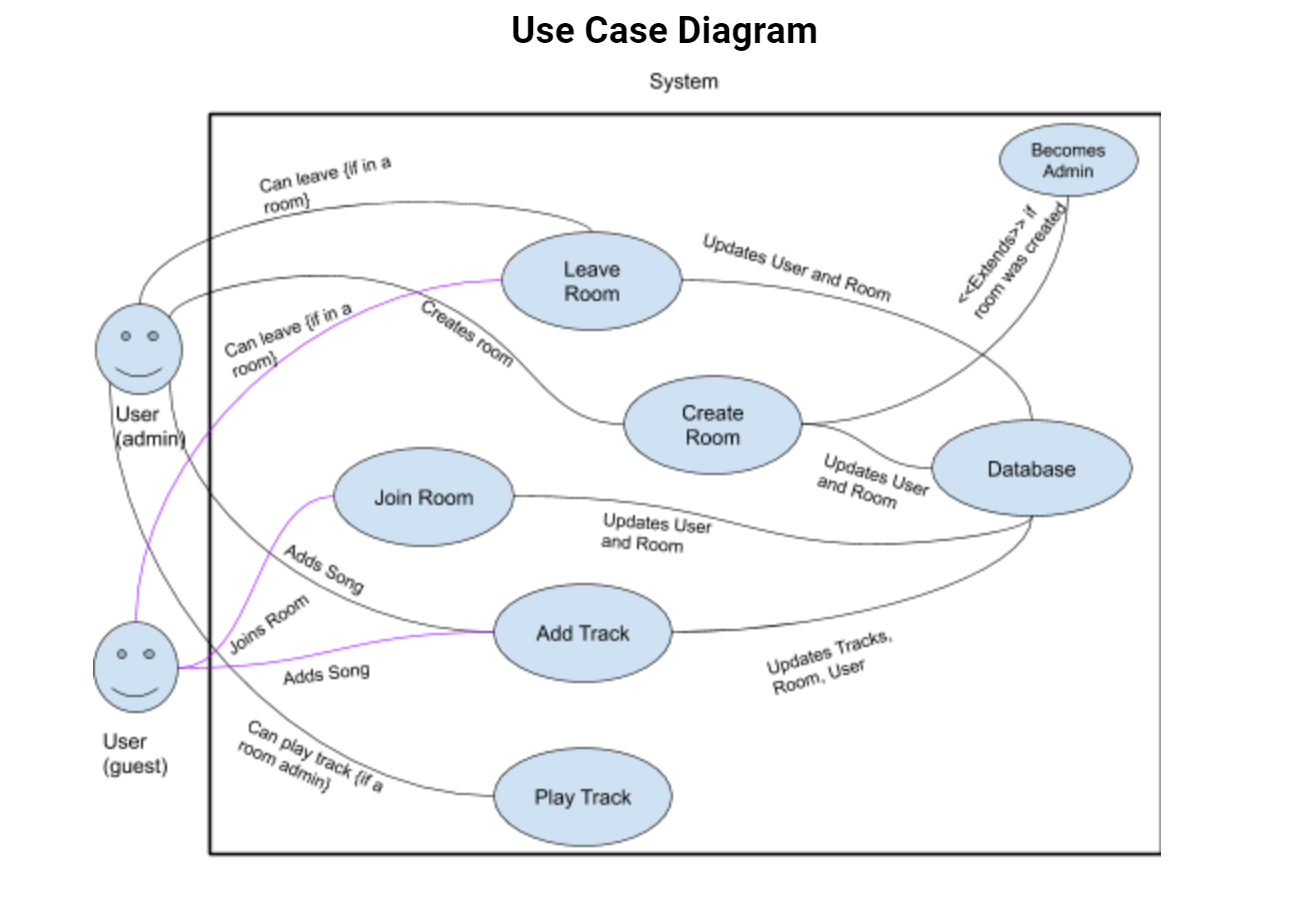 Use Case Diagram
System
Becomes
Admin
Can leave {if in a
room}
<<Extends>> if
room was created
Updates User and Room
Leave
Room
Can leave {if in a
room}
Creates room
User
(admin)
Create
Room
Database
Updates User
and Room
Join Room
Updates User
and Room
Adds Song
Joins Room
Add Track
Adds Song
Updates Tracks,
Room, User
User
(guest)
Can play track {if a
room admin}
Play Track